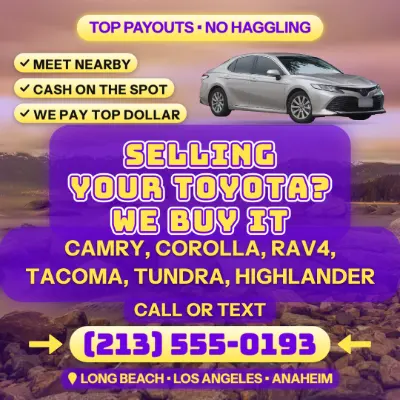 TOP PAYOUTS • NO HAGGLING
✓ MEET NEARBY
✓ CASH ON THE SPOT
✓ WE PAY TOP DOLLAR
SELLING
YOUR TOYOTA?
WE BUY IT
CAMRY, COROLLA, RAV4,
TACOMA, TUNDRA, HIGHLANDER
CALL OR TEXT
(213) 555-0193
LONG BEACH • LOS ANGELES • ANAHEIM